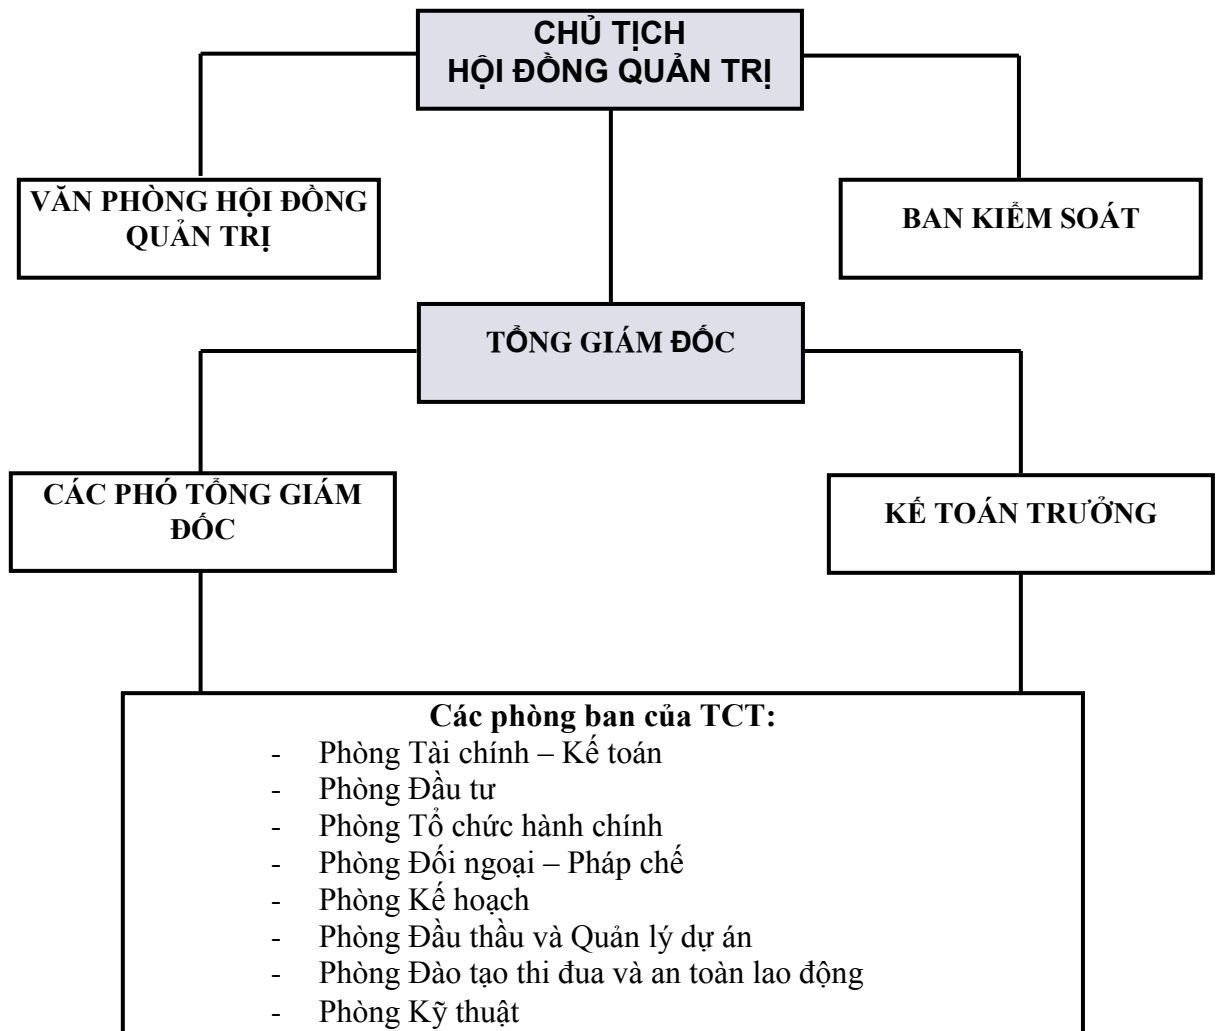 CHỦ TỊCH
HỘI ĐỒNG QUẢN TRỊ
VĂN PHÒNG HỘI ĐỒNG
QUẢN TRỊ
BAN KIỂM SOÁT
TỔNG GIÁM ĐỐC
CÁC PHÓ TỔNG GIÁM
ĐỐC
KẾ TOÁN TRƯỞNG
Các phòng ban của TCT:
- Phòng Tài chính – Kế toán
- Phòng Đầu tư
- Phòng Tổ chức hành chính
- Phòng Đối ngoại – Pháp chế
- Phòng Kế hoạch
- Phòng Đầu thầu và Quản lý dự án
- Phòng Đào tạo thi đua và an toàn lao động
- Phòng Kỹ thuật